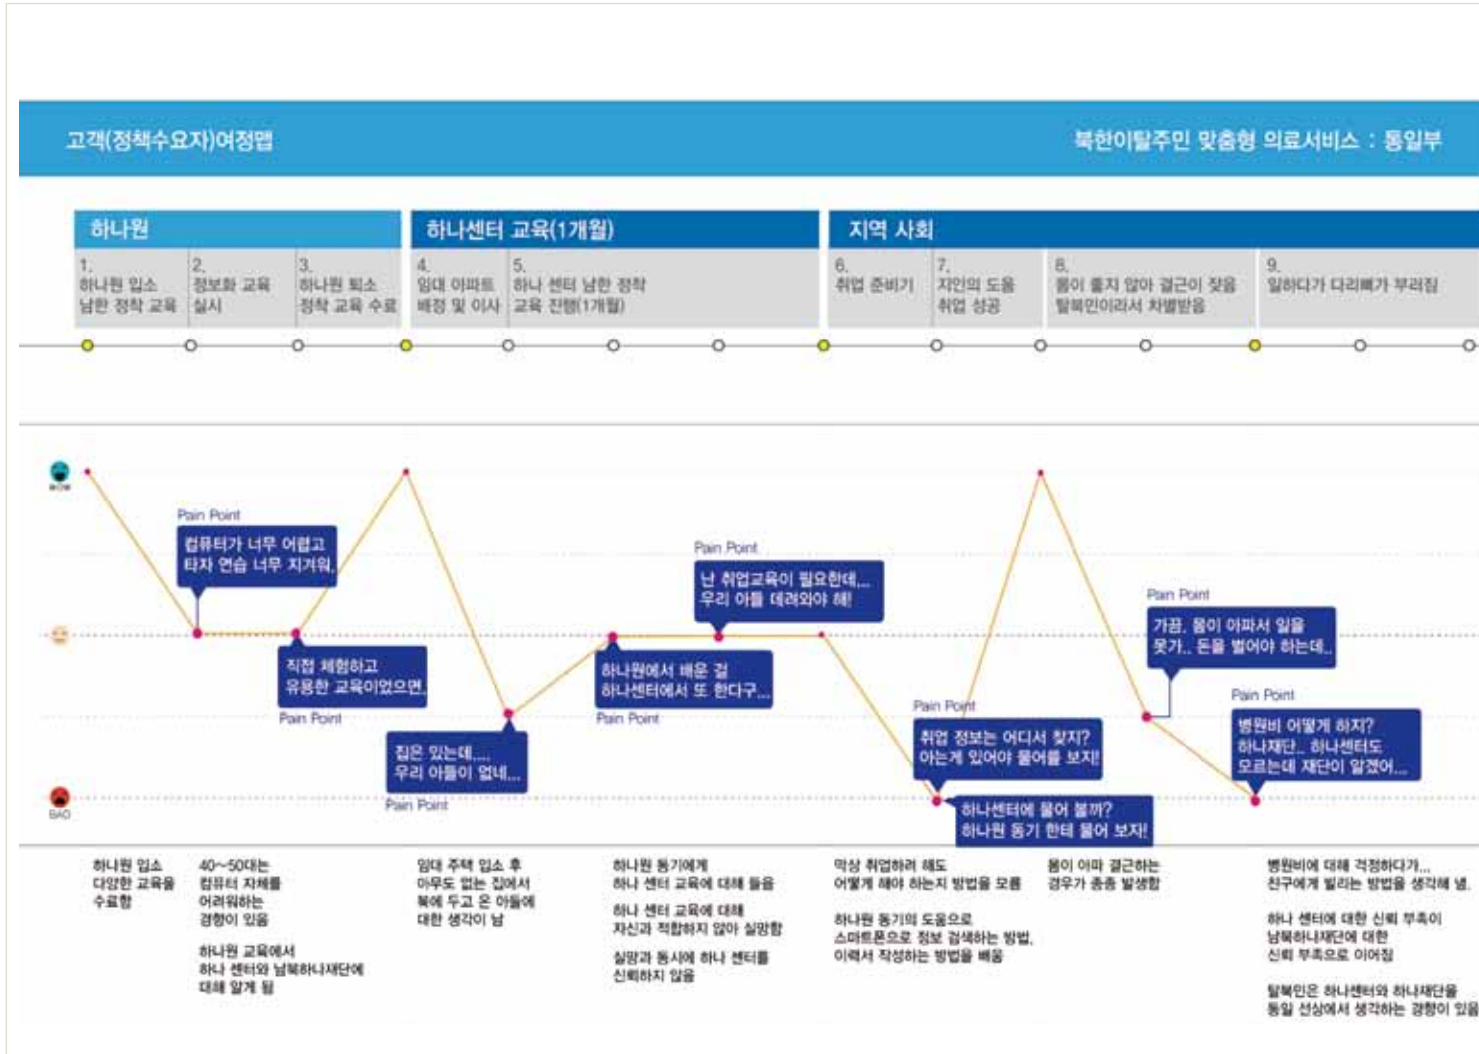 고객(정책수요자)여정맵
북한이탈주민 맞춤형 의료서비스 : 통일부
하나원
하나센터 교육(1개월)
지역 사회
1.
하나원 입소
남한 정착 교육
2.
정보화 교육
실시
3.
하나원 퇴소
정착 교육 수료
4.
임대 아파트
배정 및 이사
5.
하나 센터 남한 정착
교육 진행(1개월)
6.
취업 준비기
7.
지인의 도움
취업 성공
8.
몸이 좋지 않아 결근이 잦음
탈북민이라서 차별받음
9.
일하다가 다리뼈가 부러짐
WOW
Pain Point
컴퓨터가 너무 어렵고
타자 연습 너무 지겨워.
직접 체험하고
유용한 교육이었으면.
Pain Point
집은 있는데....
우리 아들이 없네...
Pain Point
하나원에서 배운 걸
하나센터에서 또 한다구...
Pain Point
Pain Point
난 취업교육이 필요한데...
우리 아들 데려와야 해!
Pain Point
취업 정보는 어디서 찾지?
아는게 있어야 물어를 보지!
하나센터에 물어 볼까?
하나원 동기 한테 물어 보자!
Pain Point
가끔, 몸이 아파서 일을
못가.. 돈을 벌어야 하는데..
Pain Point
병원비 어떻게 하지?
하나재단.. 하나센터도
모르는데 재단이 알겠어...
BAD
하나원 입소
다양한 교육을
수료함
40~50대는
컴퓨터 자체를
어려워하는
경향이 있음
하나원 교육에서
하나 센터와 남북하나재단에
대해 알게 됨
임대 주택 입소 후
아무도 없는 집에서
북에 두고 온 아들에
대한 생각이 남
하나원 동기에게
하나 센터 교육에 대해 들음
하나 센터 교육에 대해
자신과 적합하지 않아 실망함
실망과 동시에 하나 센터를
신뢰하지 않음
막상 취업하려 해도
어떻게 해야 하는지 방법을 모름
하나원 동기의 도움으로
스마트폰으로 정보 검색하는 방법,
이력서 작성하는 방법을 배움
몸이 아파 결근하는
경우가 종종 발생함
병원비에 대해 걱정하다가...
친구에게 빌리는 방법을 생각해 냄.
하나 센터에 대한 신뢰 부족이
남북하나재단에 대한
신뢰 부족으로 이어짐
탈북민은 하나센터와 하나재단을
동일 선상에서 생각하는 경향이 있음